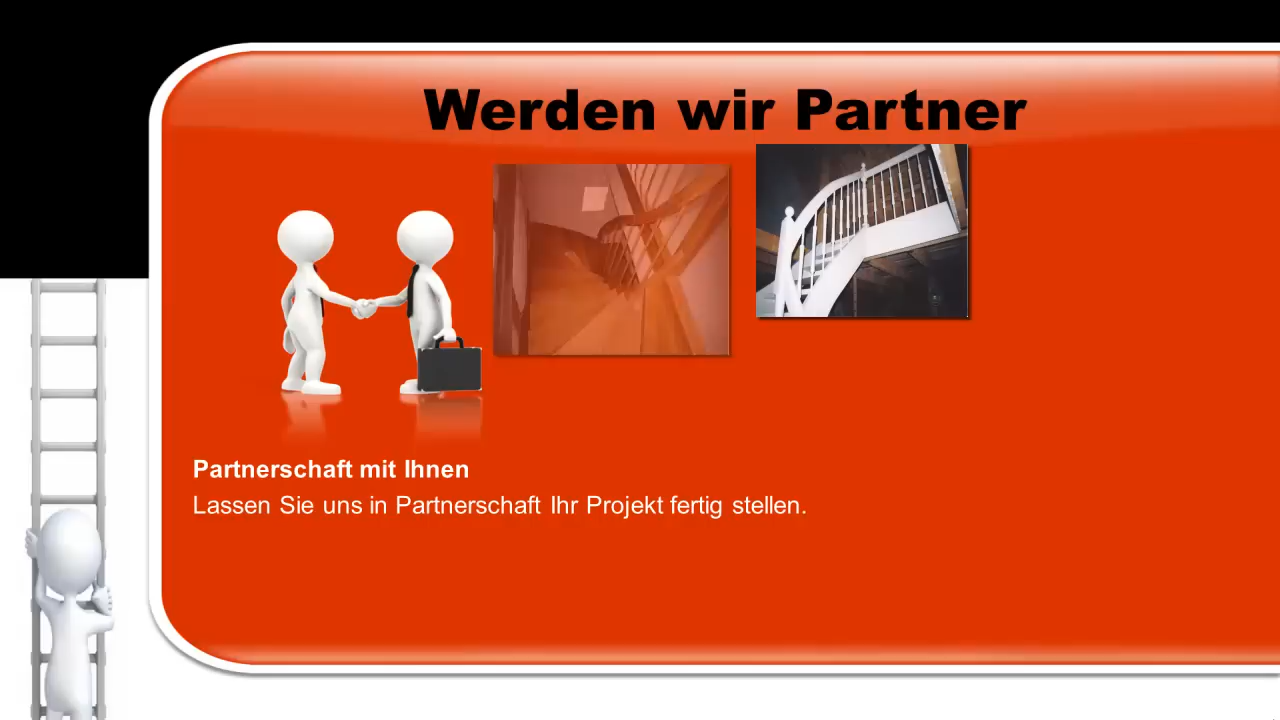 Werden wir Partner
Partnerschaft mit Ihnen
Lassen Sie uns in Partnerschaft Ihr Projekt fertig stellen.